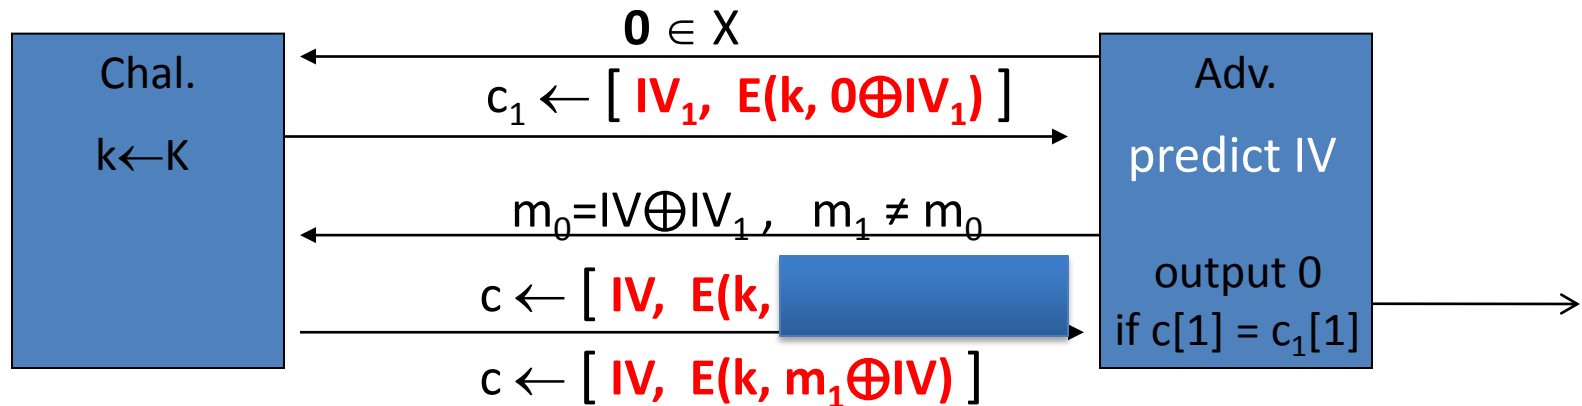 Chal.
k←K
0 ∈ X
c₁ ← [ IV₁, E(k, 0⊕IV₁) ]
m₀=IV⊕IV₁ , m₁ ≠ m₀
c ← [ IV, E(k,
c ← [ IV, E(k, m₁⊕IV) ]
Adv.
predict IV
output 0
if c[1] = c₁[1]